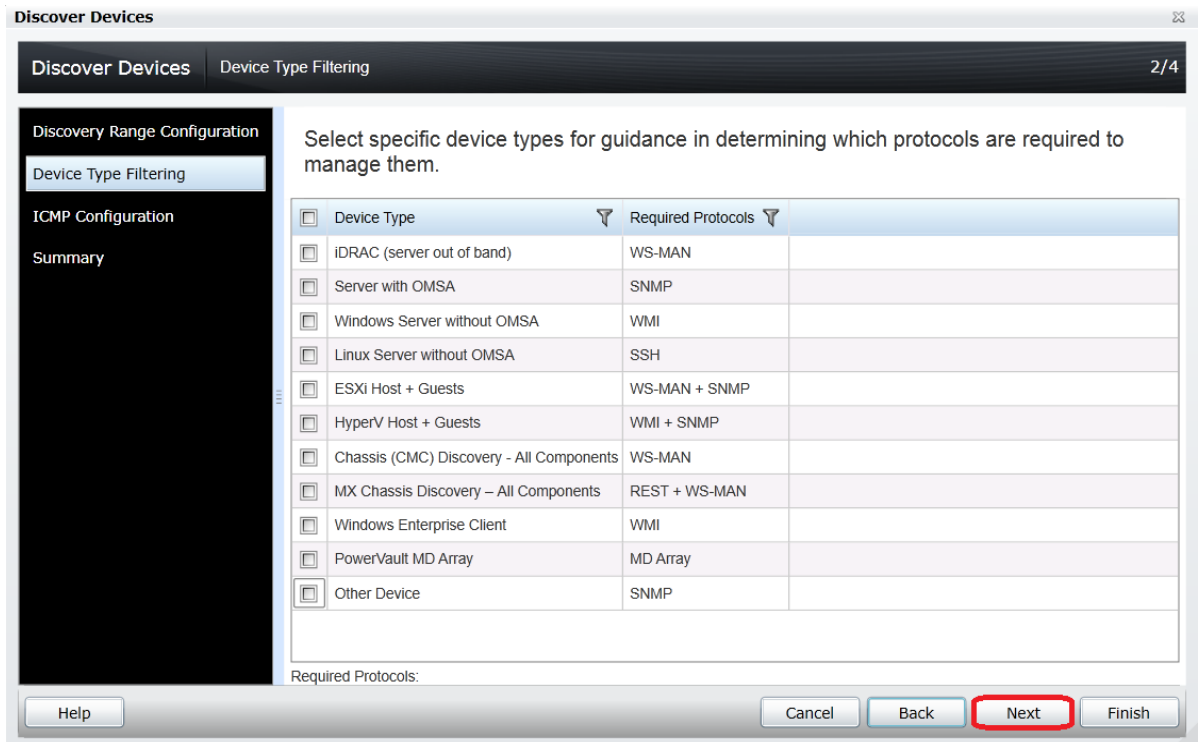 Discover Devices
Discover Devices Device Type Filtering 2/4
Discovery Range Configuration
Device Type Filtering
ICMP Configuration
Summary
Select specific device types for guidance in determining which protocols are required to
manage them.
Device Type Required Protocols
iDRAC (server out of band) WS-MAN
Server with OMSA SNMP
Windows Server without OMSA WMI
Linux Server without OMSA SSH
ESXi Host + Guests WS-MAN + SNMP
HyperV Host + Guests WMI + SNMP
Chassis (CMC) Discovery - All Components WS-MAN
MX Chassis Discovery – All Components REST + WS-MAN
Windows Enterprise Client WMI
PowerVault MD Array MD Array
Other Device SNMP
Required Protocols:
Help Cancel Back Next Finish